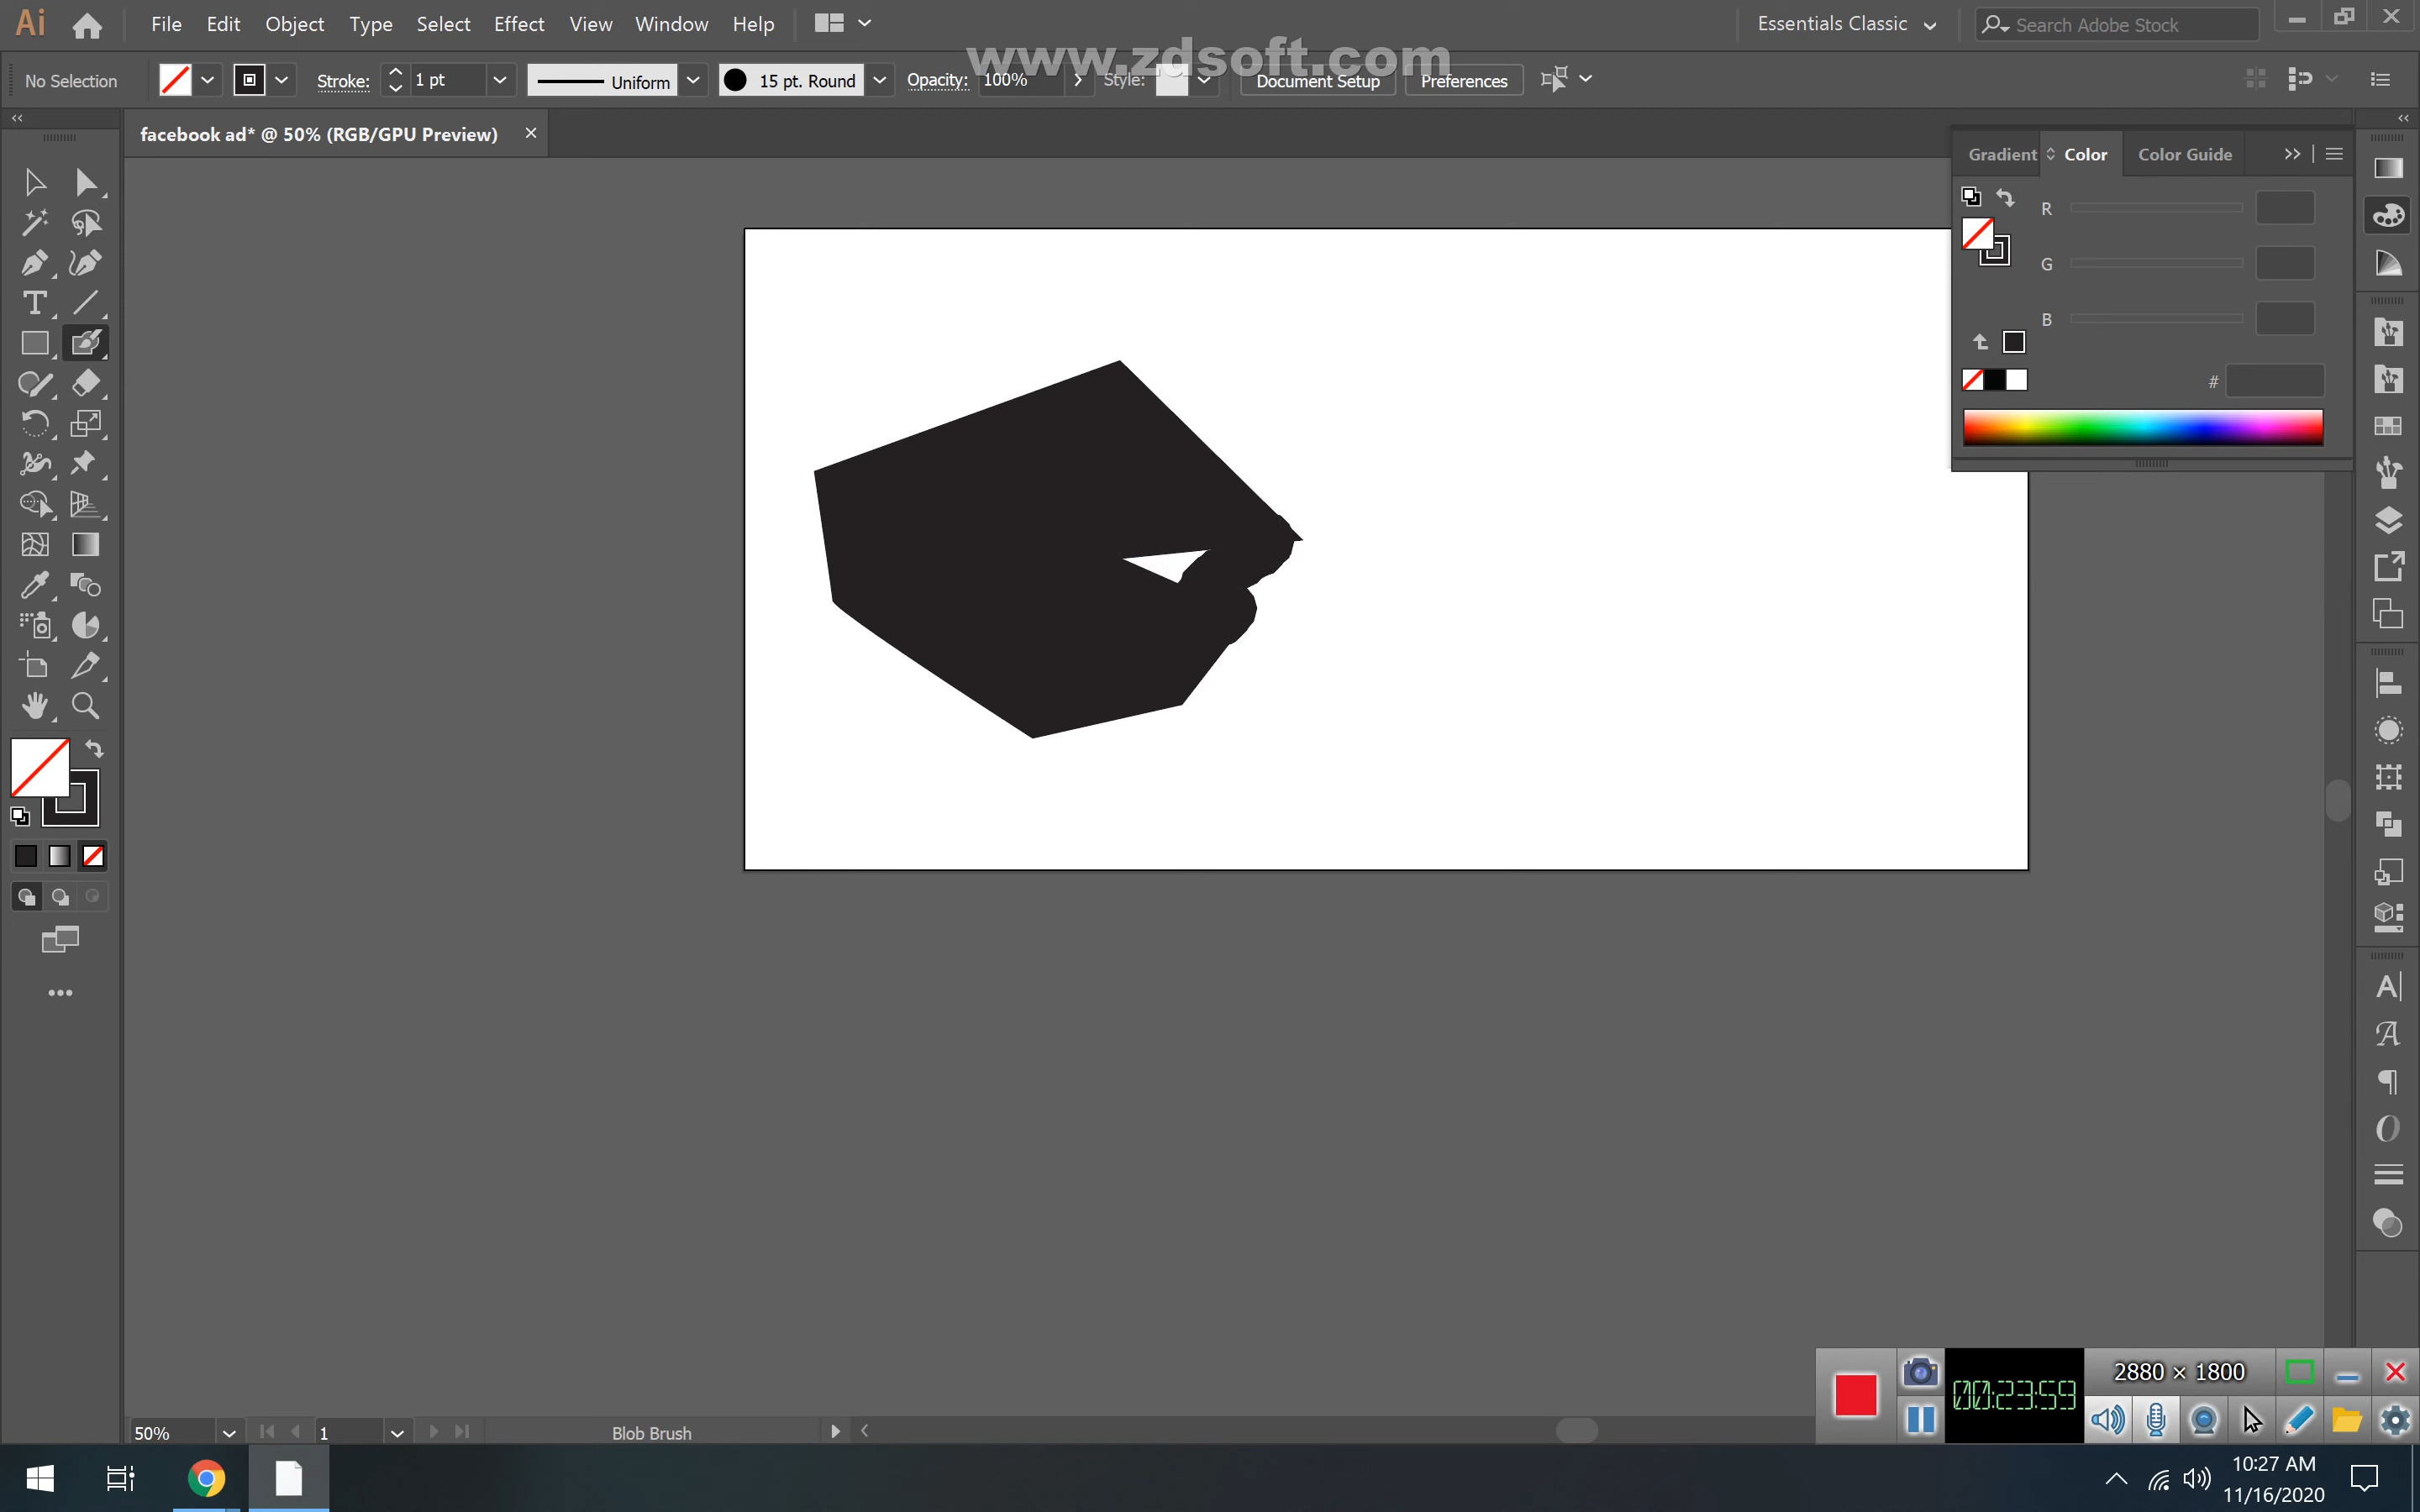 Ai File Edit Object Type Select Effect View Window Help Essentials Classic Search Adobe Stock
www.zdsoft.com
No Selection Stroke: 1 pt Uniform 15 pt. Round Opacity: 100% Style: Document Setup Preferences
facebook ad* @ 50% (RGB/GPU Preview) ×
Gradient Color Color Guide
R
G
B
#
2880 × 1800
00:23:59
50% 1 Blob Brush
10:27 AM
11/16/2020